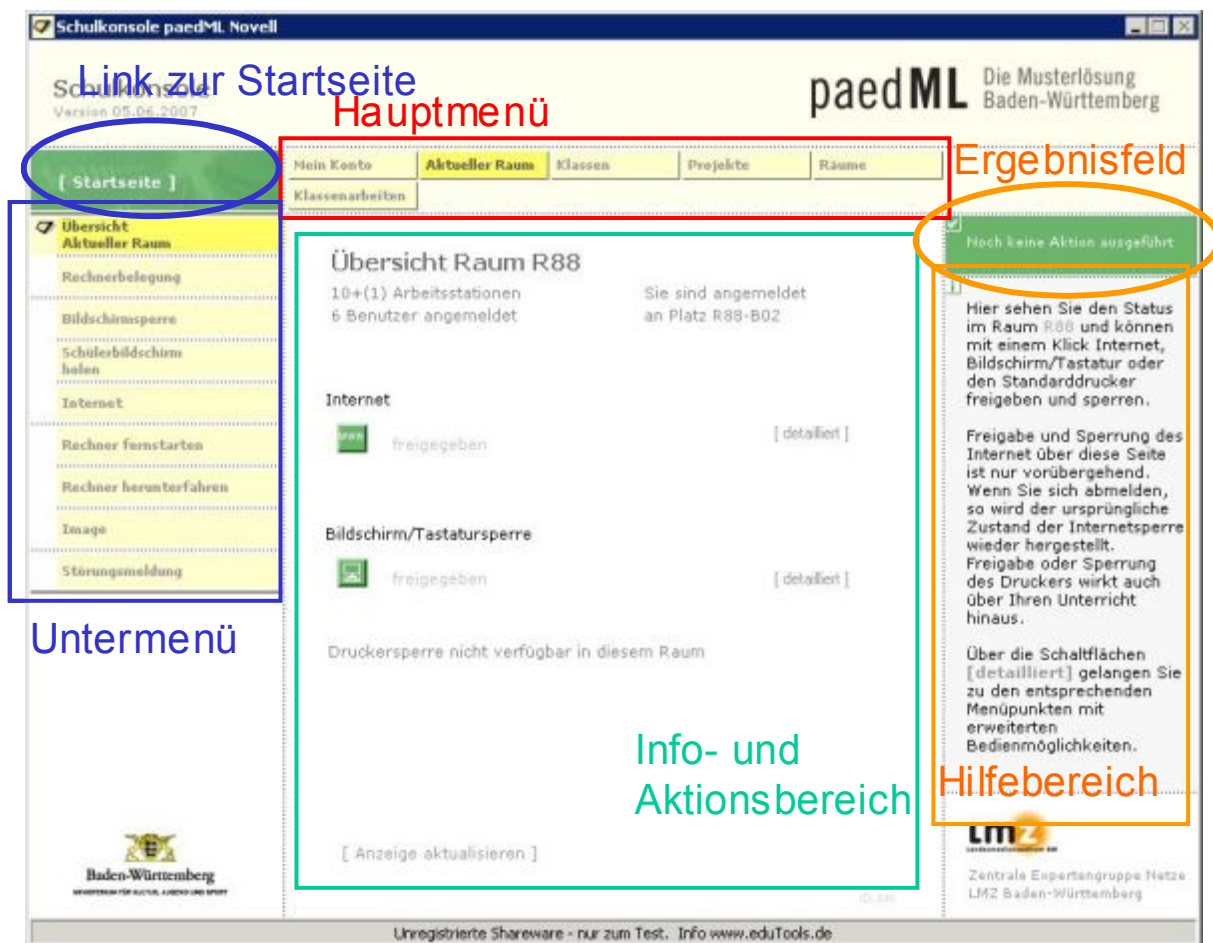 Schulkonsole paedML Novell
Link zur Startseite
Schulkonsole
Version 05.06.2007
Hauptmenü
paedML Die Musterlösung
Baden-Württemberg
[ Startseite ]
Mein Konto Aktueller Raum Klassen Projekte Räume
Klassenarbeiten
Ergebnisfeld
Noch keine Aktion ausgeführt
Übersicht
Aktueller Raum
Rechnerbelegung
Bildschirmsperre
Schülerbildschirm
holen
Internet
Rechner fernstarten
Rechner herunterfahren
Image
Störungsmeldung
Untermenü
Übersicht Raum R88
10+(1) Arbeitsstationen Sie sind angemeldet
6 Benutzer angemeldet an Platz R88-B02
Internet
www freigegeben [ detailliert ]
Bildschirm/Tastatursperre
freigegeben [ detailliert ]
Druckersperre nicht verfügbar in diesem Raum
Info- und
Aktionsbereich
[ Anzeige aktualisieren ]
Hier sehen Sie den Status
im Raum R88 und können
mit einem Klick Internet,
Bildschirm/Tastatur oder
den Standarddrucker
freigeben und sperren.
Freigabe und Sperrung des
Internet über diese Seite
ist nur vorübergehend.
Wenn Sie sich abmelden,
so wird der ursprüngliche
Zustand der Internetsperre
wieder hergestellt.
Freigabe oder Sperrung
des Druckers wirkt auch
über Ihren Unterricht
hinaus.
Über die Schaltflächen
[detailliert] gelangen Sie
zu den entsprechenden
Menüpunkten mit
erweiterten
Bedienmöglichkeiten.
Hilfebereich
LMZ
Zentrale Expertengruppe Netze
LMZ Baden-Württemberg
Baden-Württemberg
MINISTERIUM FÜR KULTUS, JUGEND UND SPORT
Unregistrierte Shareware - nur zum Test. Info www.eduTools.de